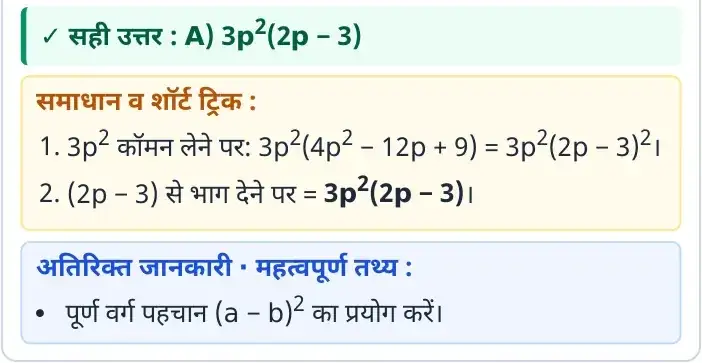 ✓ सही उत्तर : A) 3p²(2p – 3)
समाधान व शॉर्ट ट्रिक :
1. 3p² कॉमन लेने पर: 3p²(4p² – 12p + 9) = 3p²(2p – 3)²।
2. (2p – 3) से भाग देने पर = 3p²(2p – 3)।
अतिरिक्त जानकारी · महत्वपूर्ण तथ्य :
• पूर्ण वर्ग पहचान (a – b)² का प्रयोग करें।